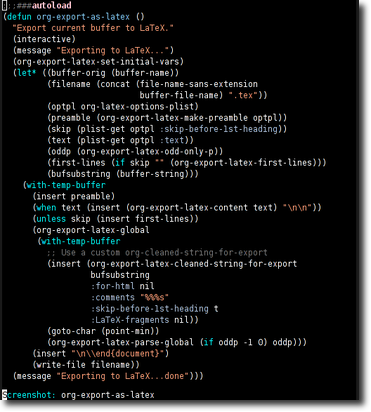 ;;;###autoload
(defun org-export-as-latex ()
  "Export current buffer to LaTeX."
  (interactive)
  (message "Exporting to LaTeX...")
  (org-export-latex-set-initial-vars)
  (let* ((buffer-orig (buffer-name))
         (filename (concat (file-name-sans-extension
                            buffer-file-name) ".tex"))
         (optpl org-latex-options-plist)
         (preamble (org-export-latex-make-preamble optpl))
         (skip (plist-get optpl :skip-before-1st-heading))
         (text (plist-get optpl :text))
         (oddp (org-export-latex-odd-only-p))
         (first-lines (if skip "" (org-export-latex-first-lines)))
         (bufsubstring (buffer-string)))
    (with-temp-buffer
      (insert preamble)
      (when text (insert (org-export-latex-content text) "\n\n"))
      (unless skip (insert first-lines))
      (org-export-latex-global
       (with-temp-buffer
         ;; Use a custom org-cleaned-string-for-export
         (insert (org-export-latex-cleaned-string-for-export
                  bufsubstring
                  :for-html nil
                  :comments "%%%s"
                  :skip-before-1st-heading t
                  :LaTeX-fragments nil))
         (goto-char (point-min))
         (org-export-latex-parse-global (if oddp -1 0) oddp)))
      (insert "\n\\end{document}")
      (write-file filename))
  (message "Exporting to LaTeX...done")))
Screenshot: org-export-as-latex